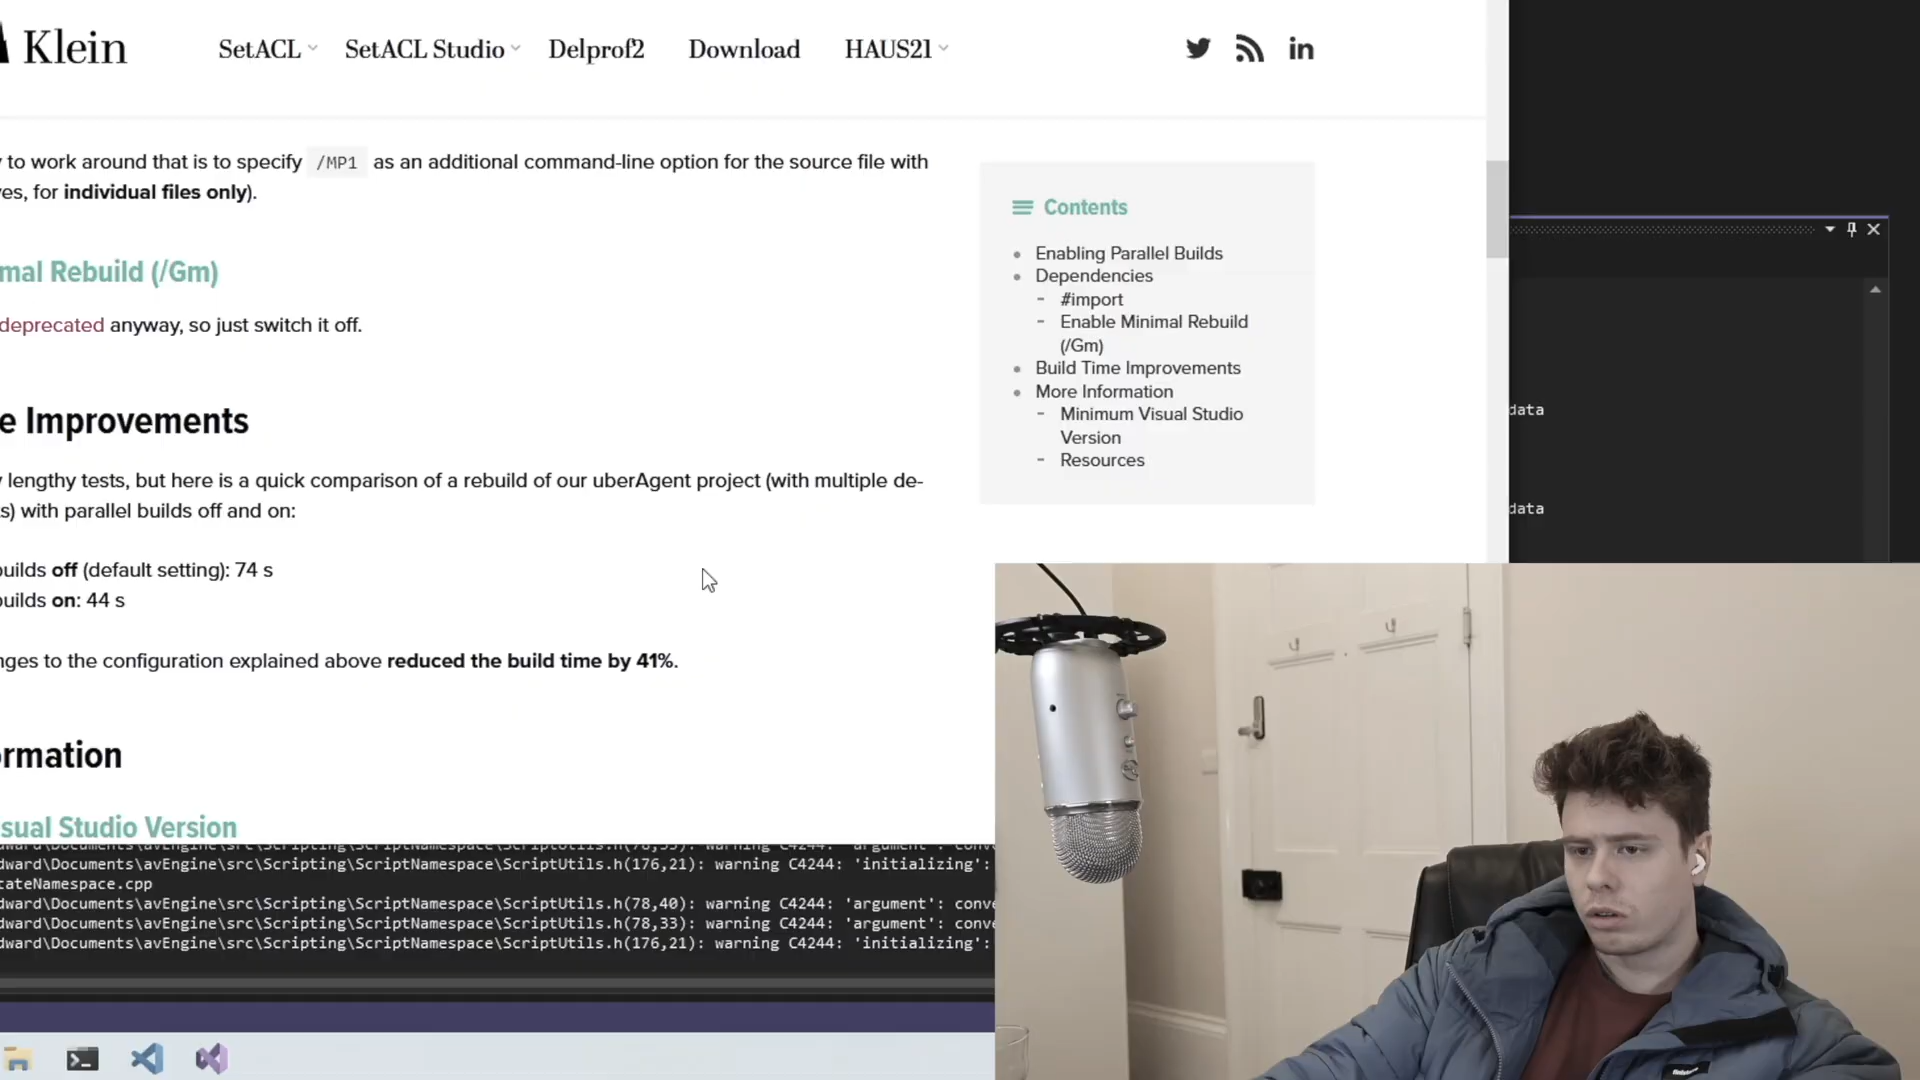 Klein
SetACL
SetACL Studio
Delprof2
Download
HAUS21
to work around that is to specify /MP1 as an additional command-line option for the source file with
es, for individual files only).
mal Rebuild (/Gm)
deprecated anyway, so just switch it off.
e Improvements
lengthy tests, but here is a quick comparison of a rebuild of our uberAgent project (with multiple de-
s) with parallel builds off and on:
uilds off (default setting): 74 s
uilds on: 44 s
nges to the configuration explained above reduced the build time by 41%.
ormation
sual Studio Version
Contents
Enabling Parallel Builds
Dependencies
- #import
- Enable Minimal Rebuild
(/Gm)
Build Time Improvements
More Information
- Minimum Visual Studio
Version
- Resources
data
data
dward\Documents\avEngine\src\Scripting\ScriptNamespace\ScriptUtils.h(176,21): warning C4244: 'initializing':
tateNamespace.cpp
dward\Documents\avEngine\src\Scripting\ScriptNamespace\ScriptUtils.h(78,40): warning C4244: 'argument': conve
dward\Documents\avEngine\src\Scripting\ScriptNamespace\ScriptUtils.h(78,33): warning C4244: 'argument': conve
dward\Documents\avEngine\src\Scripting\ScriptNamespace\ScriptUtils.h(176,21): warning C4244: 'initializing':